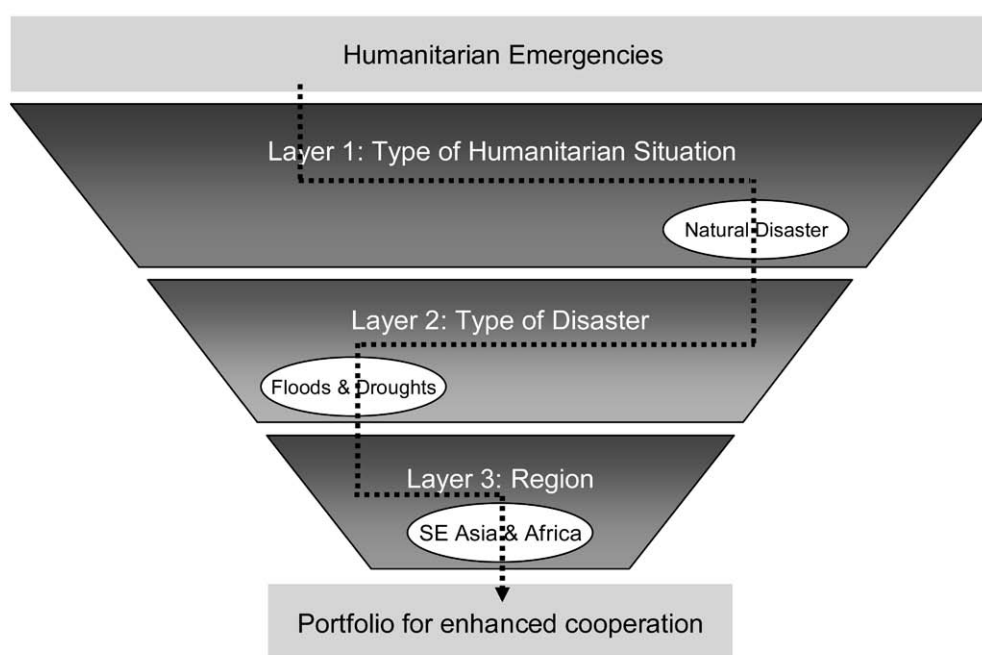 Humanitarian Emergencies
Layer 1: Type of Humanitarian Situation
Natural Disaster
Layer 2: Type of Disaster
Floods & Droughts
Layer 3: Region
SE Asia & Africa
Portfolio for enhanced cooperation